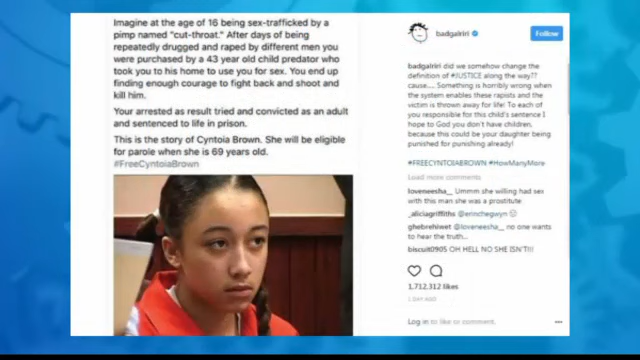 Imagine at the age of 16 being sex-trafficked by a
pimp named "cut-throat." After days of being
repeatedly drugged and raped by different men you
were purchased by a 43 year old child predator who
took you to his home to use you for sex. You end up
finding enough courage to fight back and shoot and
kill him.
Your arrested as result tried and convicted as an adult
and sentenced to life in prison.
This is the story of Cyntoia Brown. She will be eligible
for parole when she is 69 years old.
#FreeCyntoiaBrown
badgalriri
Follow
badgalriri did we somehow change the
definition of #JUSTICE along the way??
cause.... Something is horribly wrong when
the system enables these rapists and the
victim is thrown away for life! To each of
you responsible for this child's sentence I
hope to God you don't have children,
because this could be your daughter being
punished for punishing already!
#FREECYNTOIABROWN #HowManyMore
Load more comments
loveneesha_ Ummm she willing had sex
with this man she was a prostitute
_aliciagriffiths @erinchegwyn
ghebrehiwet @loveneesha_ no one wants
to hear the truth...
biscuit0905 OH HELL NO SHE ISN'T!!!
1,712,312 likes
1 DAY AGO
Log in to like or comment.